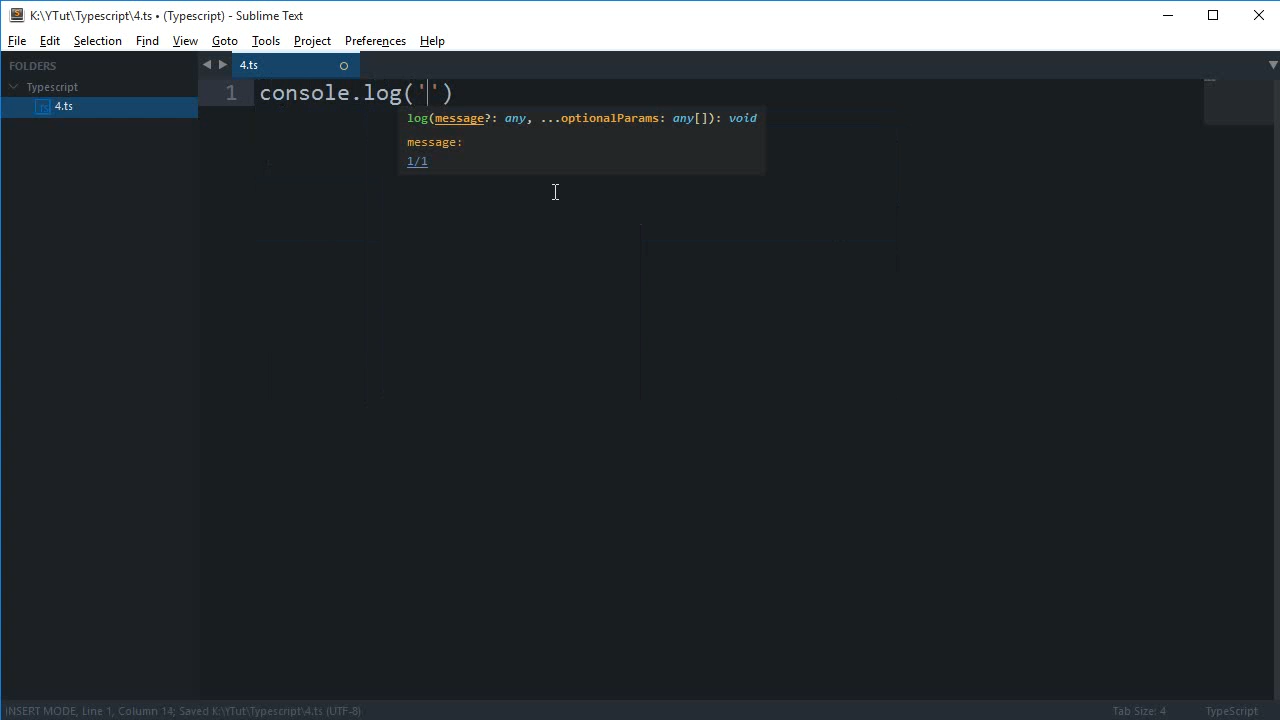 K:\YTut\Typescript\4.ts • (Typescript) - Sublime Text
File Edit Selection Find View Goto Tools Project Preferences Help
FOLDERS
Typescript
4.ts
4.ts
1 console.log('')
log(message?: any, ...optionalParams: any[]): void
message:
1/1
INSERT MODE, Line 1, Column 14; Saved K:\YTut\Typescript\4.ts (UTF-8)
Tab Size: 4
TypeScript